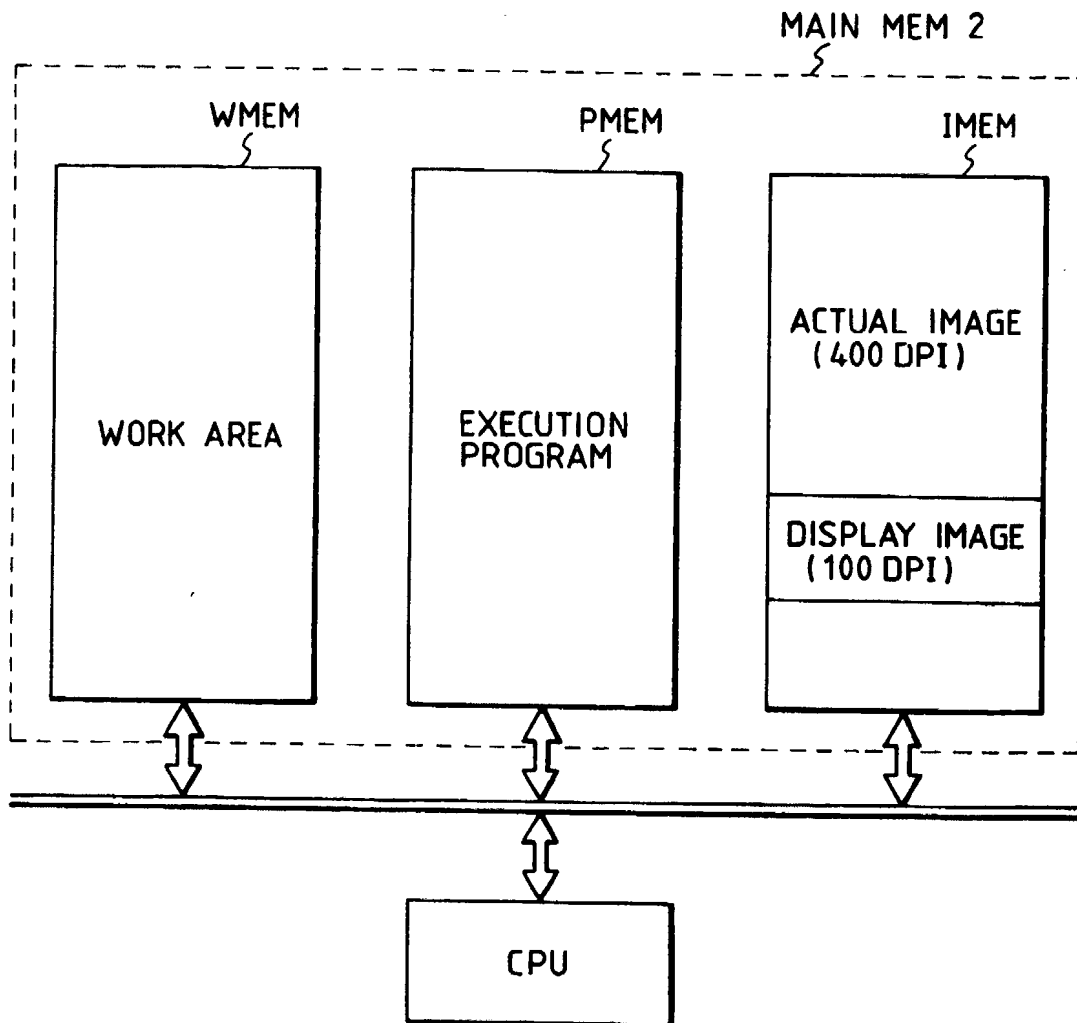 MAIN MEM 2
WMEM
PMEM
IMEM
WORK AREA
EXECUTION
PROGRAM
ACTUAL IMAGE
(400 DPI)
DISPLAY IMAGE
(100 DPI)
CPU